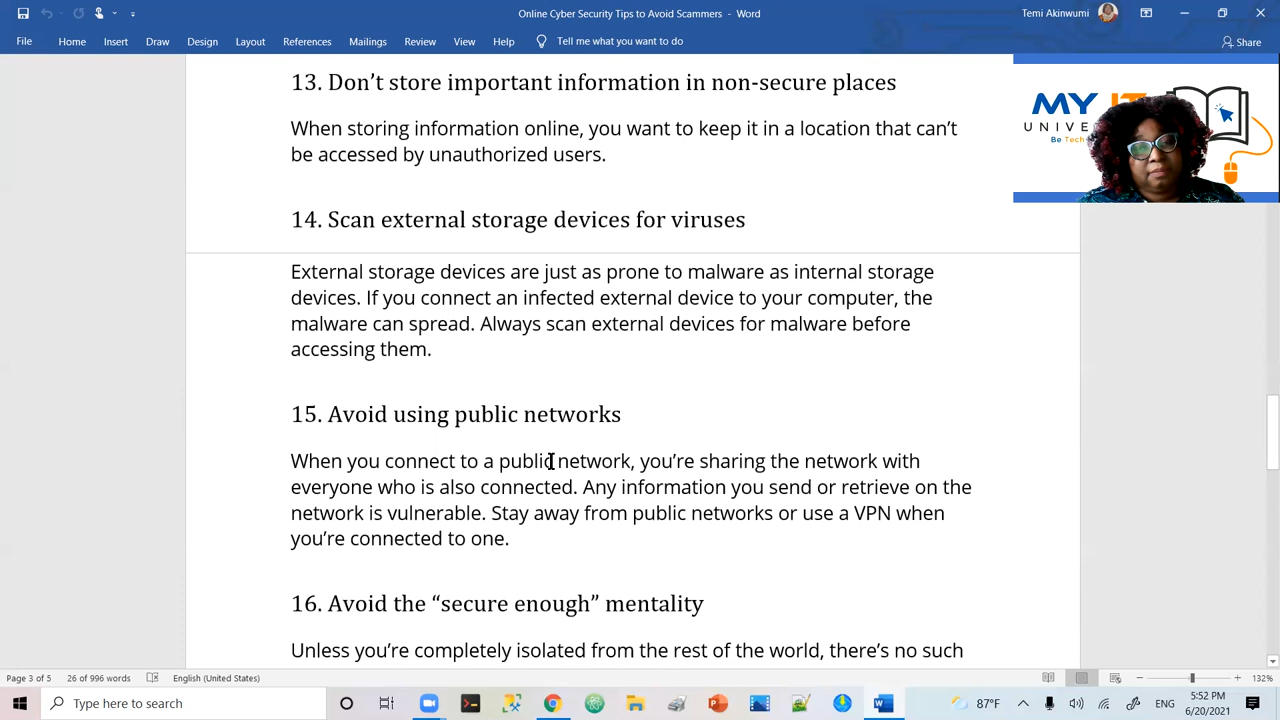 Online Cyber Security Tips to Avoid Scammers - Word
Temi Akinwumi
File Home Insert Draw Design Layout References Mailings Review View Help Tell me what you want to do Share
13. Don’t store important information in non-secure places
When storing information online, you want to keep it in a location that can’t
be accessed by unauthorized users.
MY IT
UNIVE
Be Tech
14. Scan external storage devices for viruses
External storage devices are just as prone to malware as internal storage
devices. If you connect an infected external device to your computer, the
malware can spread. Always scan external devices for malware before
accessing them.
15. Avoid using public networks
When you connect to a public network, you’re sharing the network with
everyone who is also connected. Any information you send or retrieve on the
network is vulnerable. Stay away from public networks or use a VPN when
you’re connected to one.
16. Avoid the “secure enough” mentality
Unless you’re completely isolated from the rest of the world, there’s no such
Page 3 of 5 26 of 996 words English (United States) 132%
Type here to search
87°F ENG
5:52 PM
6/20/2021